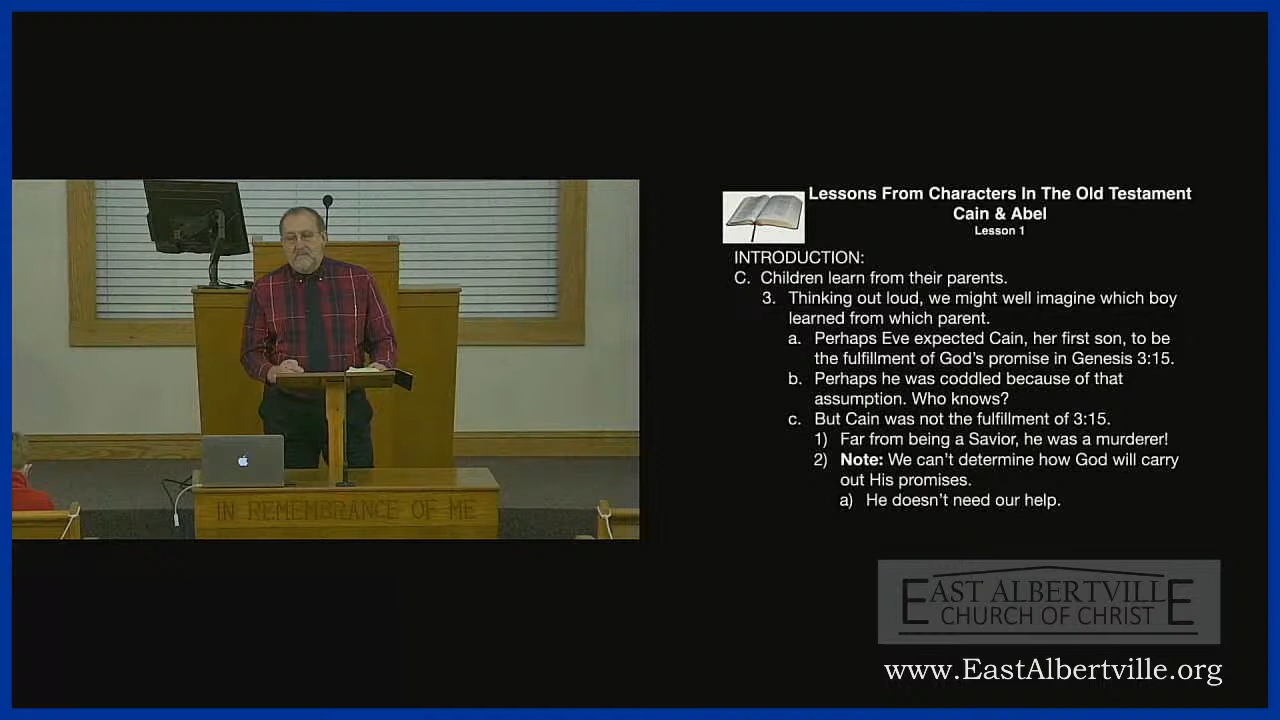 Lessons From Characters In The Old Testament
Cain & Abel
Lesson 1
INTRODUCTION:
C. Children learn from their parents.
3. Thinking out loud, we might well imagine which boy
learned from which parent.
a. Perhaps Eve expected Cain, her first son, to be
the fulfillment of God's promise in Genesis 3:15.
b. Perhaps he was coddled because of that
assumption. Who knows?
c. But Cain was not the fulfillment of 3:15.
1) Far from being a Savior, he was a murderer!
2) Note: We can't determine how God will carry
out His promises.
a) He doesn't need our help.
IN REMEMBRANCE OF ME
EAST ALBERTVILLE
CHURCH OF CHRIST
www.EastAlbertville.org